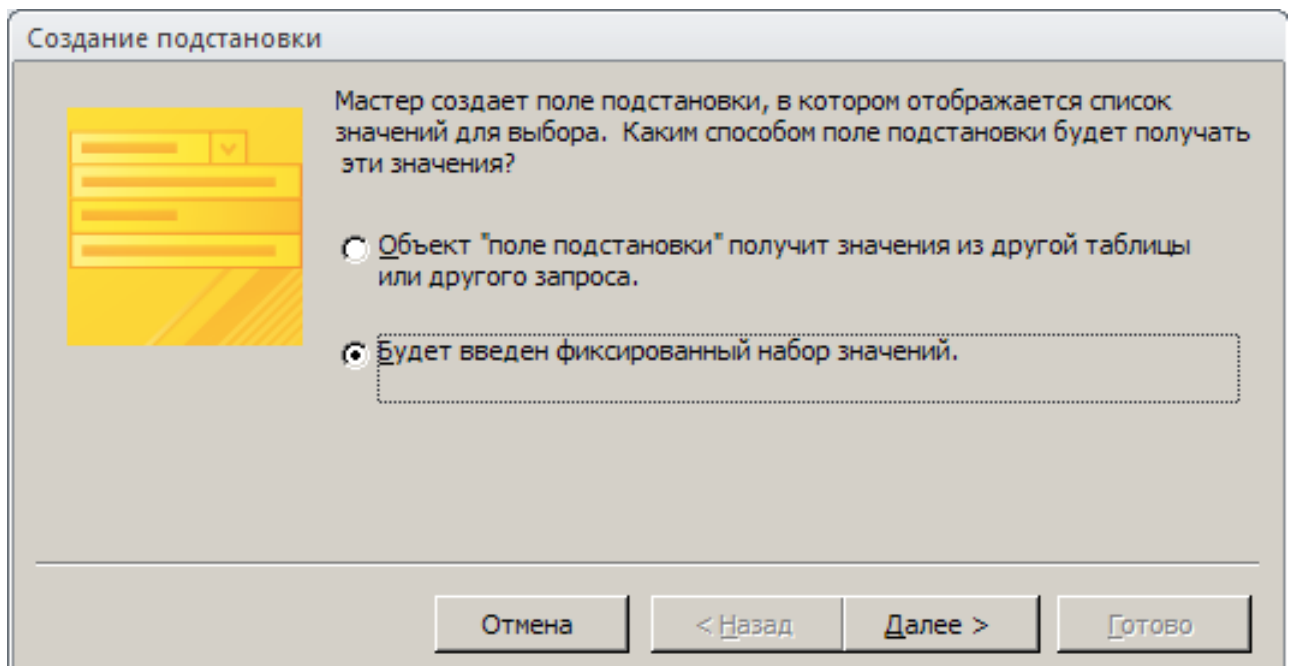 Создание подстановки
Мастер создает поле подстановки, в котором отображается список
значений для выбора. Каким способом поле подстановки будет получать
эти значения?
Объект "поле подстановки" получит значения из другой таблицы
или другого запроса.
Будет введен фиксированный набор значений.
Отмена
< Назад
Далее >
Готово